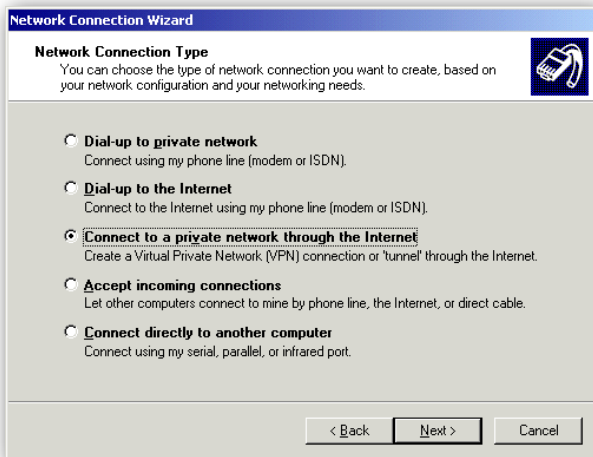 Network Connection Wizard
Network Connection Type
You can choose the type of network connection you want to create, based on
your network configuration and your networking needs.
Dial-up to private network
Connect using my phone line (modem or ISDN).
Dial-up to the Internet
Connect to the Internet using my phone line (modem or ISDN).
Connect to a private network through the Internet
Create a Virtual Private Network (VPN) connection or 'tunnel' through the Internet.
Accept incoming connections
Let other computers connect to mine by phone line, the Internet, or direct cable.
Connect directly to another computer
Connect using my serial, parallel, or infrared port.
< Back Next > Cancel